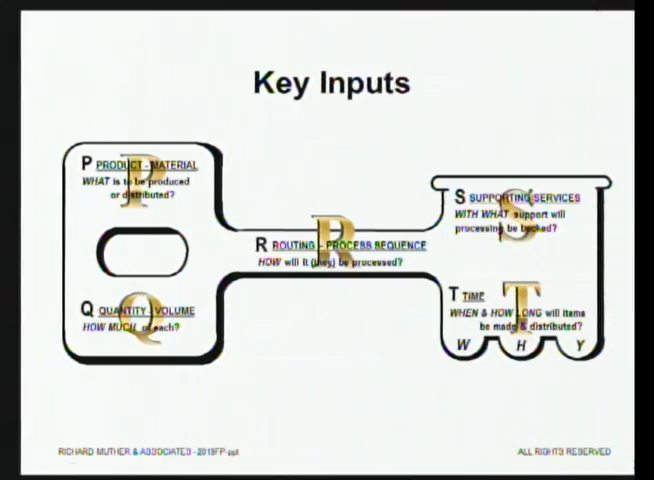 Key Inputs
P PRODUCT - MATERIAL
WHAT is to be produced
or distributed?
P
S SUPPORTING SERVICES
WITH WHAT support will
processing be backed?
S
R ROUTING - PROCESS SEQUENCE
HOW will it (they) be processed?
R
Q QUANTITY - VOLUME
HOW MUCH of each?
Q
T TIME
WHEN & HOW LONG will items
be made & distributed?
T
W H Y
RICHARD MUTHER & ASSOCIATES - 2019FP.ppt
ALL RIGHTS RESERVED